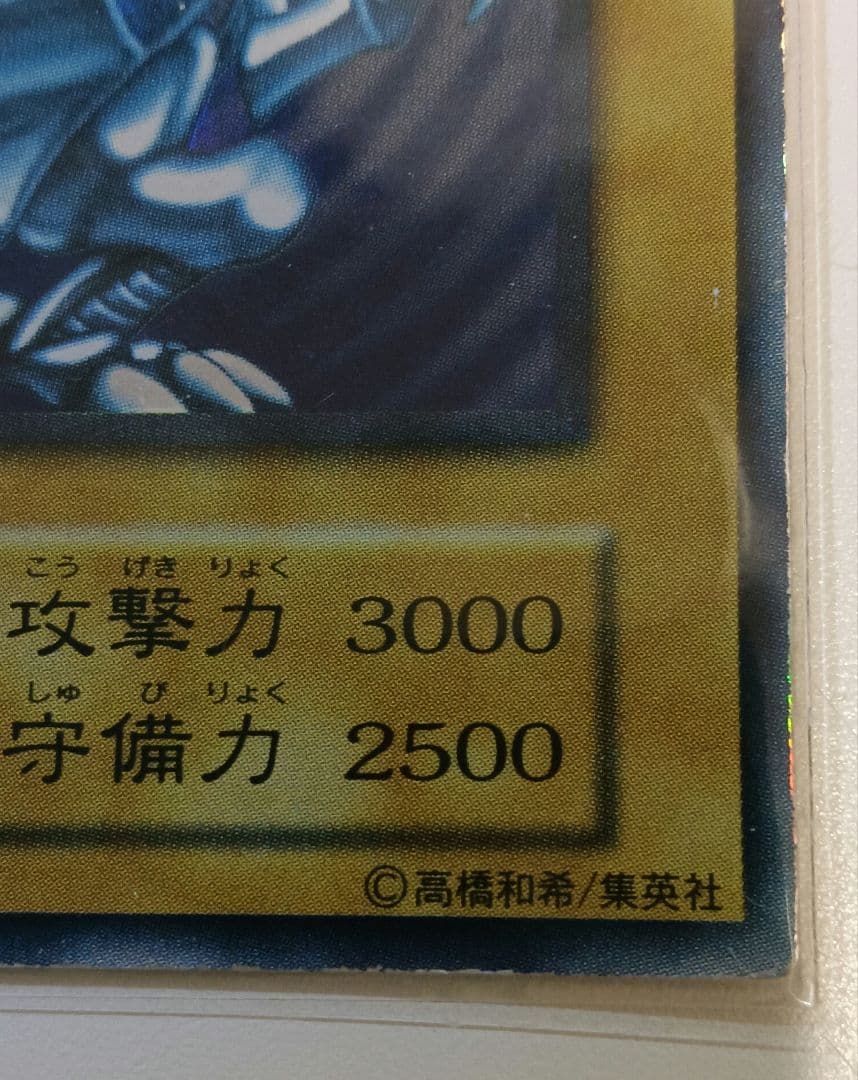 こう げき りょく
攻撃力 3000
しゅ び りょく
守備力 2500
©高橋和希/集英社